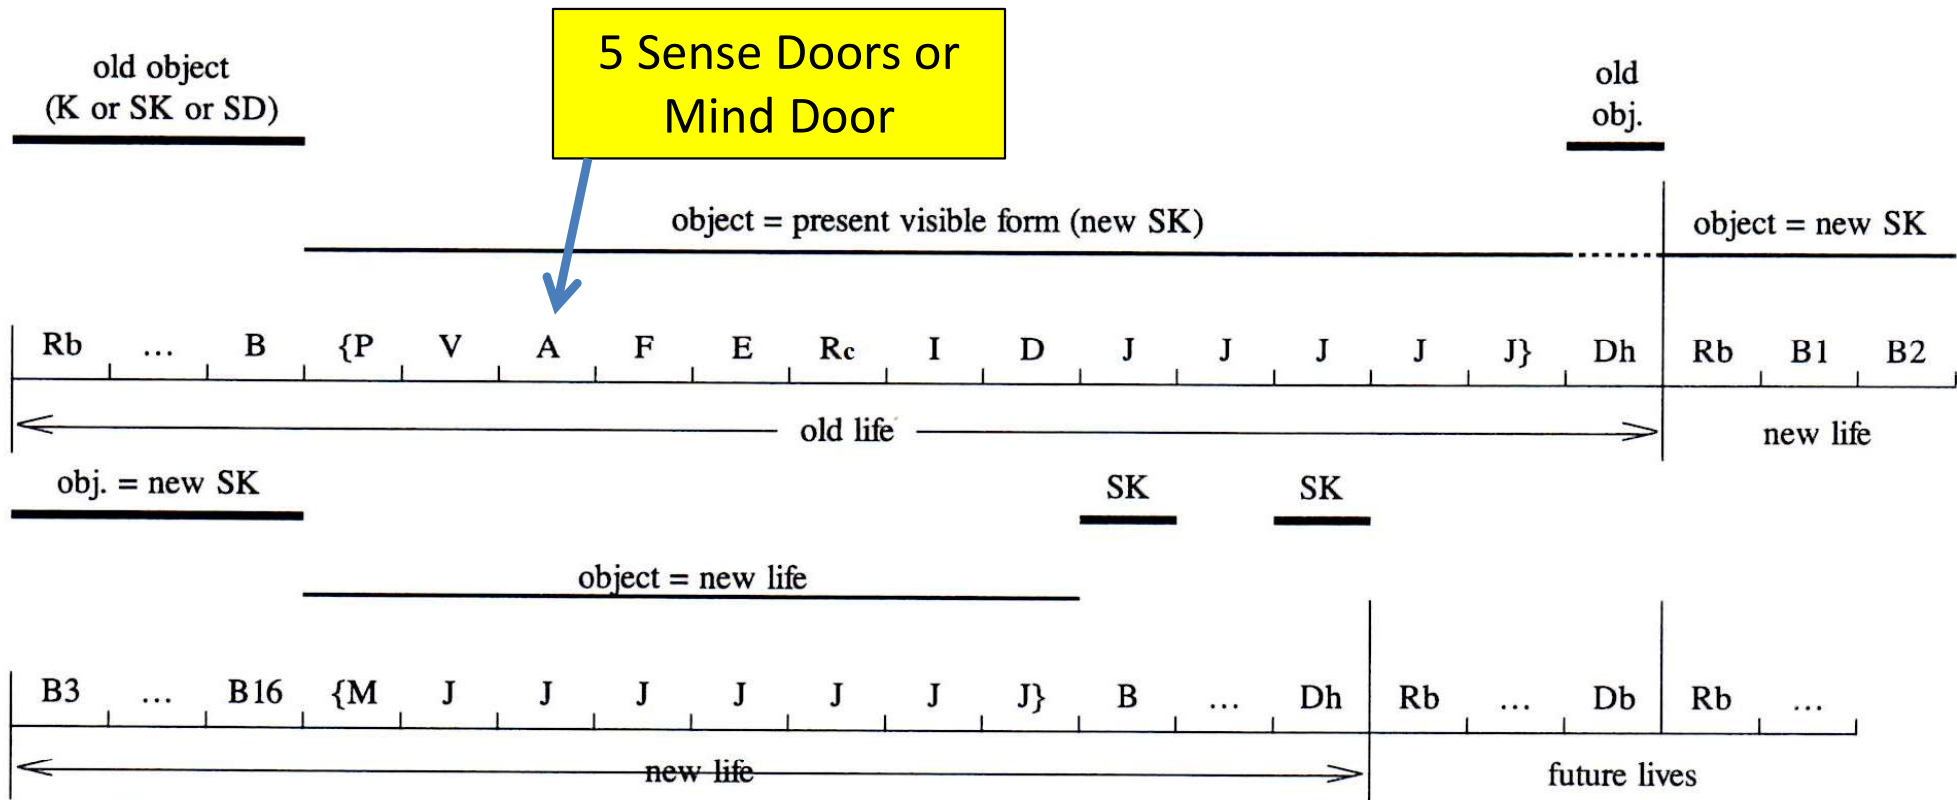 5 Sense Doors or
Mind Door
old object
(K or SK or SD)
old
obj.
object = present visible form (new SK)
object = new SK
Rb ... B {P V A F E Rc I D J J J J J} Dh Rb B1 B2
old life
new life
obj. = new SK
SK
SK
object = new life
B3 ... B16 {M J J J J J J J} B ... Dh Rb ... Db Rb ...
new life
future lives